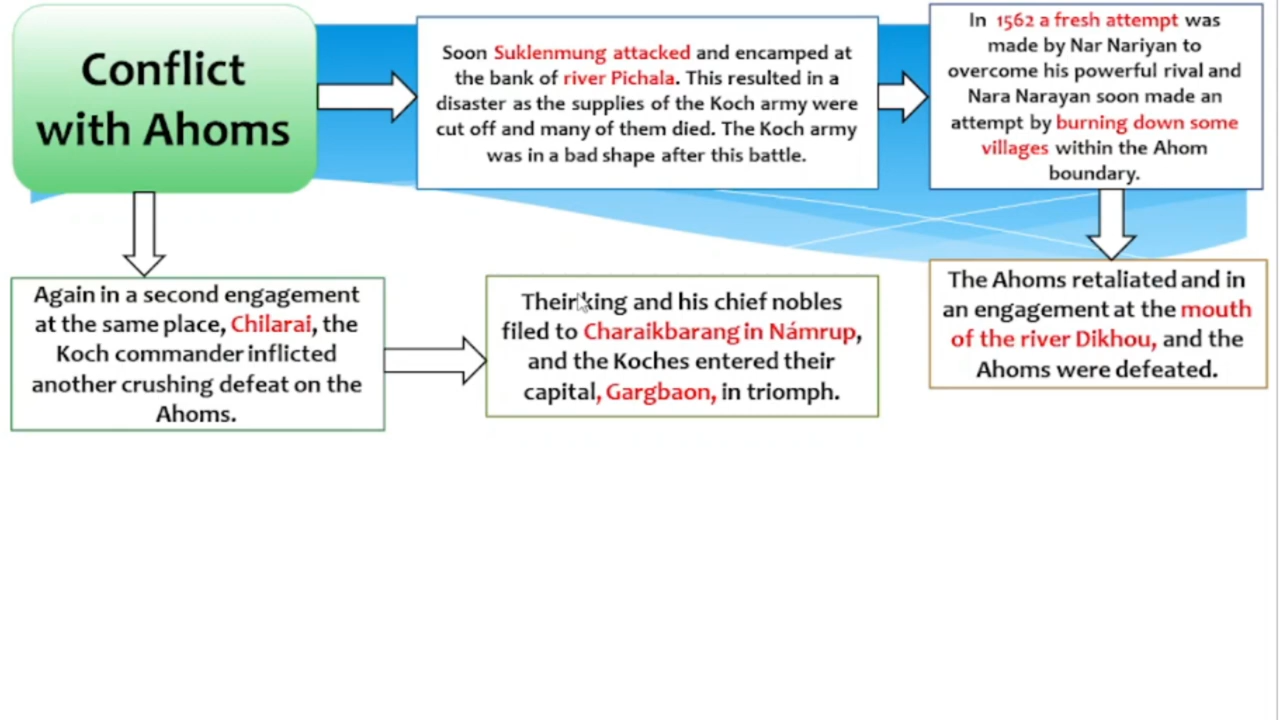 Conflict
with Ahoms
Soon Suklenmung attacked and encamped at
the bank of river Pichala. This resulted in a
disaster as the supplies of the Koch army were
cut off and many of them died. The Koch army
was in a bad shape after this battle.
In 1562 a fresh attempt was
made by Nar Nariyan to
overcome his powerful rival and
Nara Narayan soon made an
attempt by burning down some
villages within the Ahom
boundary.
The Ahoms retaliated and in
an engagement at the mouth
of the river Dikhou, and the
Ahoms were defeated.
Again in a second engagement
at the same place, Chilarai, the
Koch commander inflicted
another crushing defeat on the
Ahoms.
Their king and his chief nobles
filed to Charaikbarang in Námrup,
and the Koches entered their
capital, Gargbaon, in triomph.